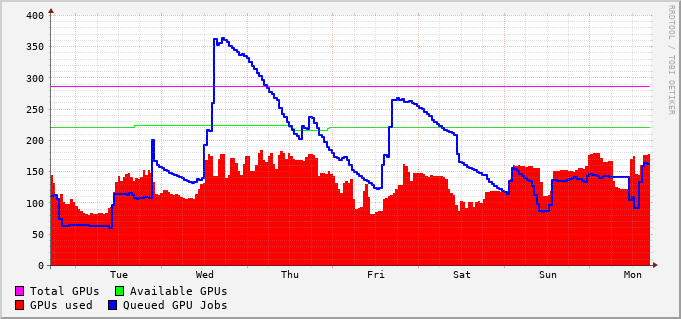 400
350
300
250
200
150
100
50
0
Tue Wed Thu Fri Sat Sun Mon
Total GPUs Available GPUs
GPUs used Queued GPU Jobs
RRDTOOL / TOBI OETIKER